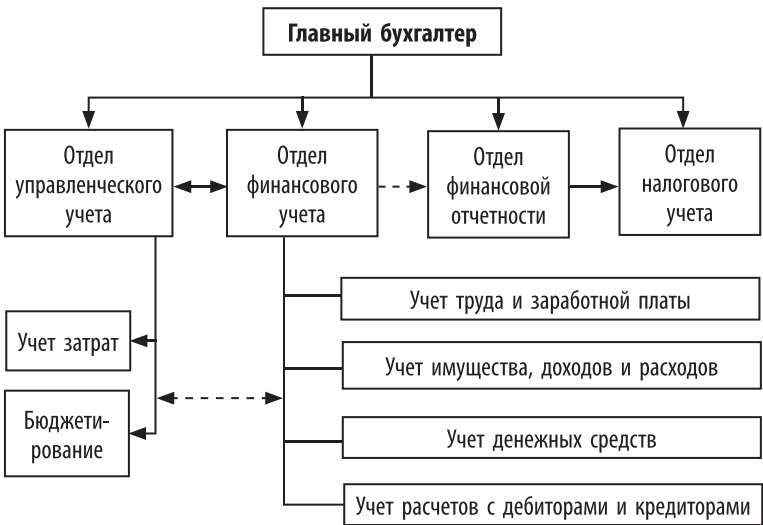 Главный бухгалтер
Отдел
управленческого
учета
Отдел
финансового
учета
Отдел
финансовой
отчетности
Отдел
налогового
учета
Учет труда и заработной платы
Учет затрат
Учет имущества, доходов и расходов
Бюджети-
рование
Учет денежных средств
Учет расчетов с дебиторами и кредиторами